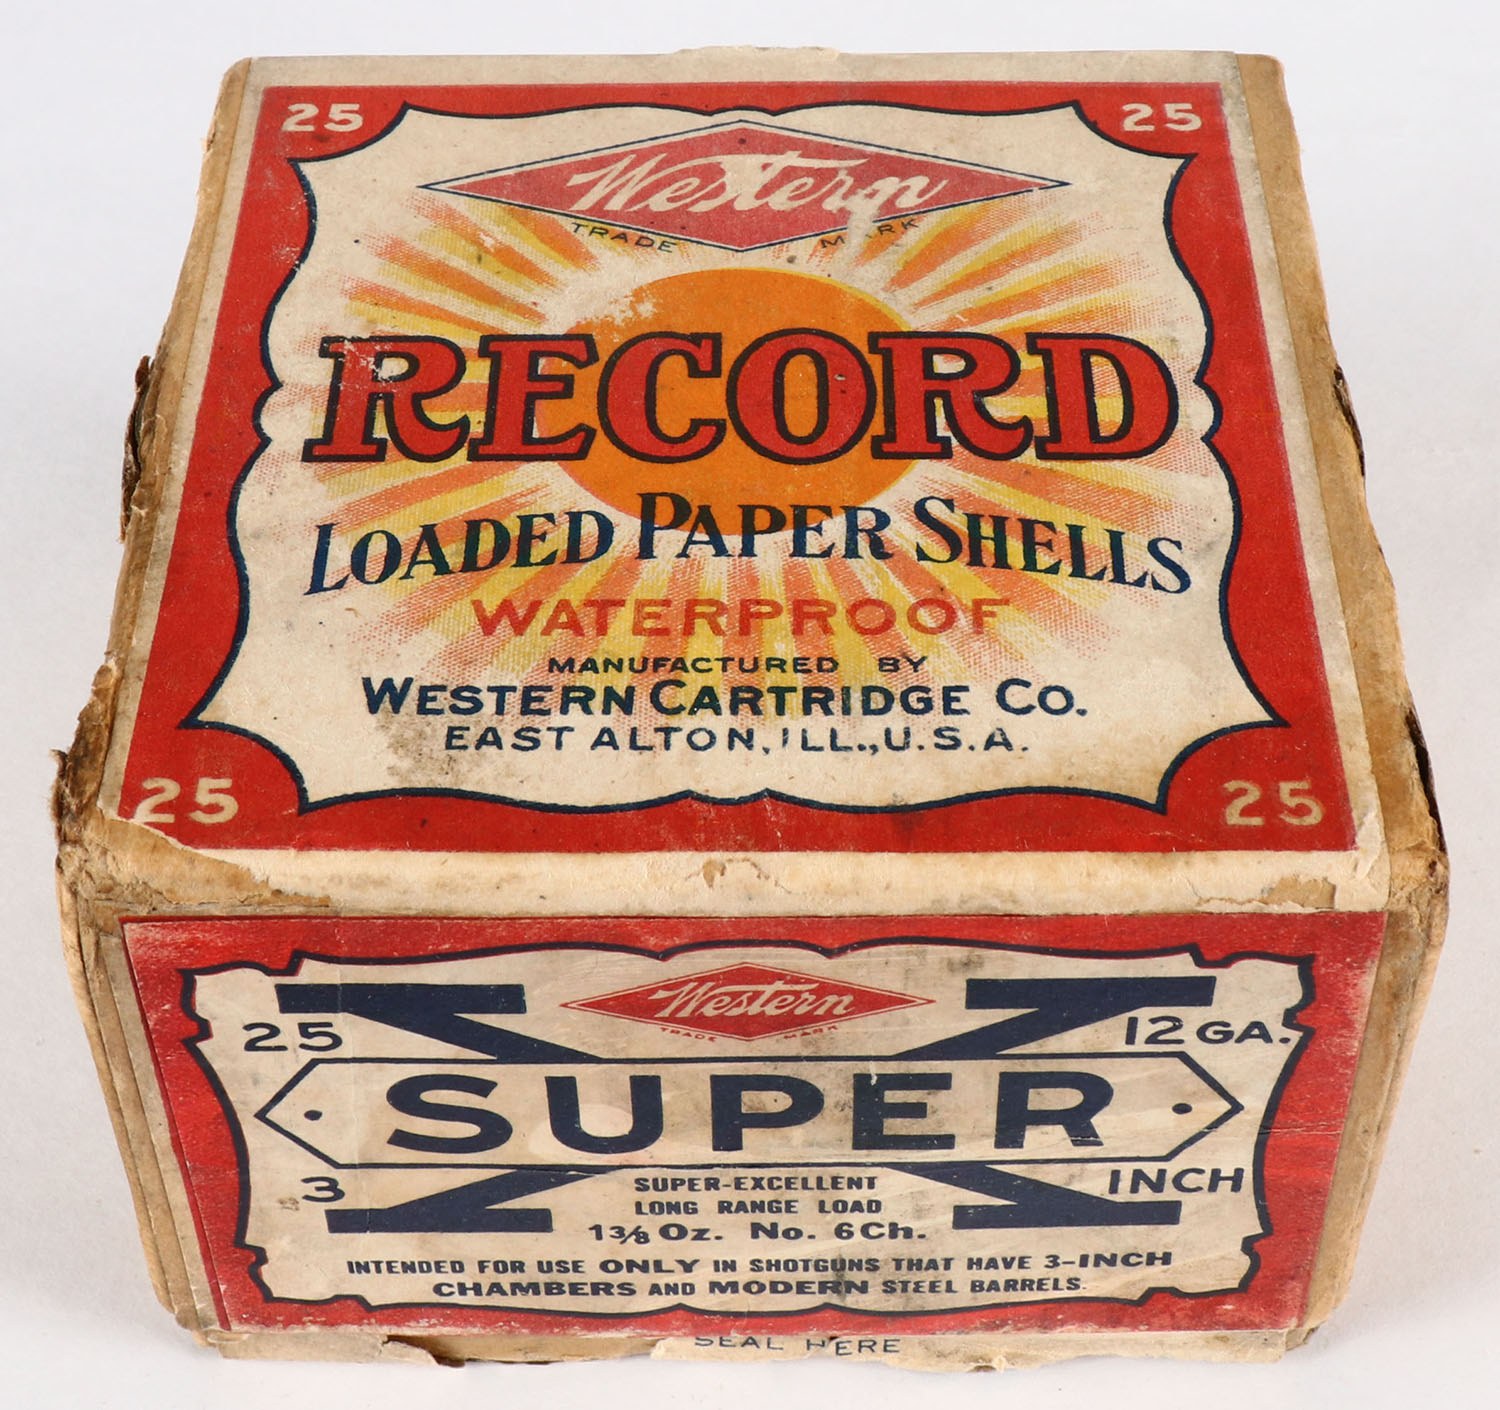 25 25
Western
TRADE MARK
RECORD
LOADED PAPER SHELLS
WATERPROOF
MANUFACTURED BY
WESTERN CARTRIDGE CO.
EAST ALTON, ILL., U.S.A.
25 25
Western
TRADE MARK
25 12 GA.
SUPER
X
3 INCH
SUPER-EXCELLENT
LONG RANGE LOAD
1 3/8 Oz. No. 6 Ch.
INTENDED FOR USE ONLY IN SHOTGUNS THAT HAVE 3-INCH
CHAMBERS AND MODERN STEEL BARRELS.
SEAL HERE